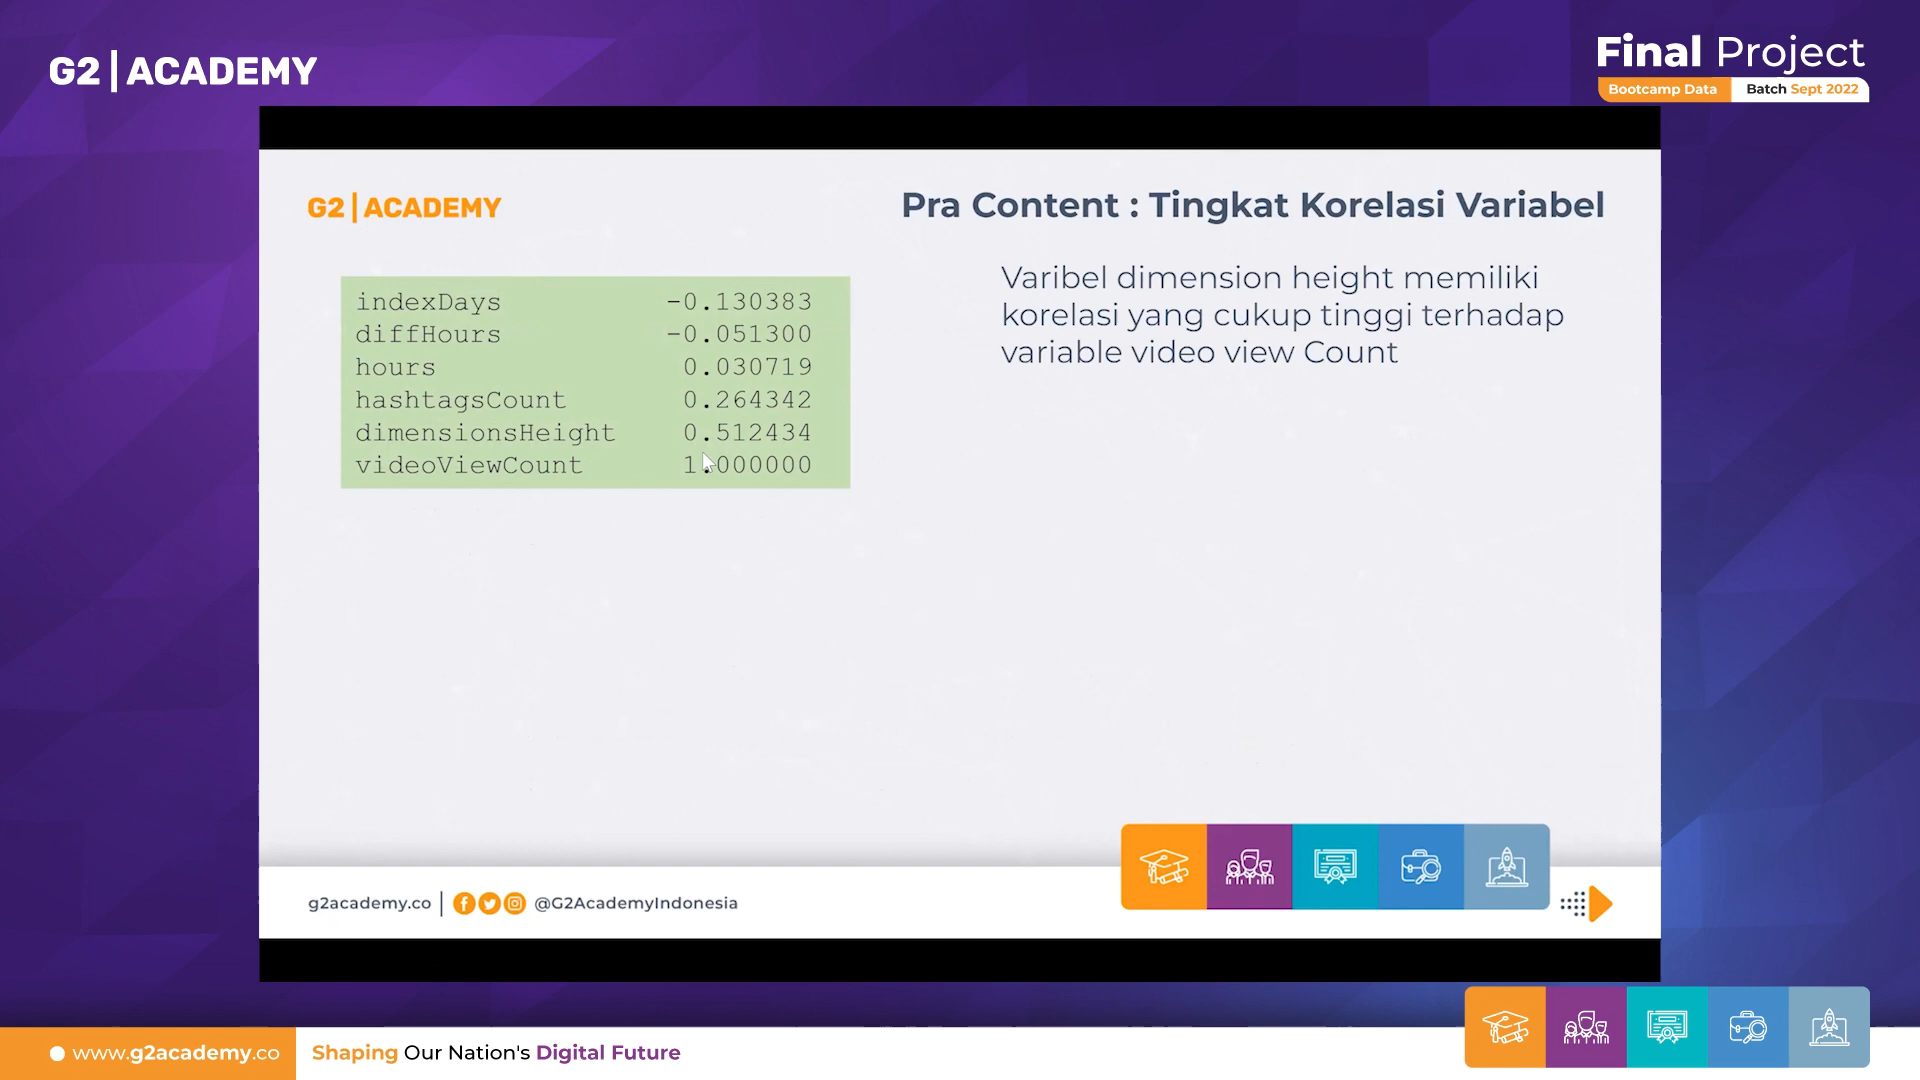 G2 | ACADEMY
Final Project
Bootcamp Data Batch Sept 2022
G2 | ACADEMY
Pra Content : Tingkat Korelasi Variabel
indexDays -0.130383
diffHours -0.051300
hours 0.030719
hashtagsCount 0.264342
dimensionsHeight 0.512434
videoViewCount 1.000000
Varibel dimension height memiliki
korelasi yang cukup tinggi terhadap
variable video view Count
g2academy.co | @G2AcademyIndonesia
www.g2academy.co Shaping Our Nation's Digital Future